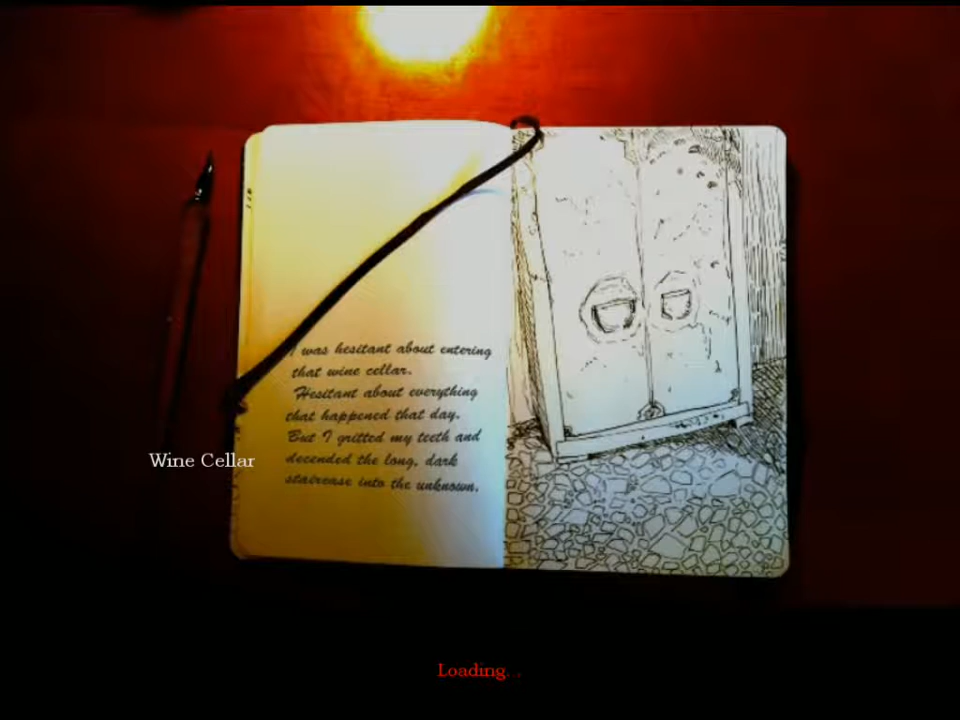 I was hesitant about entering
that wine cellar.
Hesitant about everything
that happened that day.
But I gritted my teeth and
decended the long, dark
staircase into the unknown.
Wine Cellar
Loading...